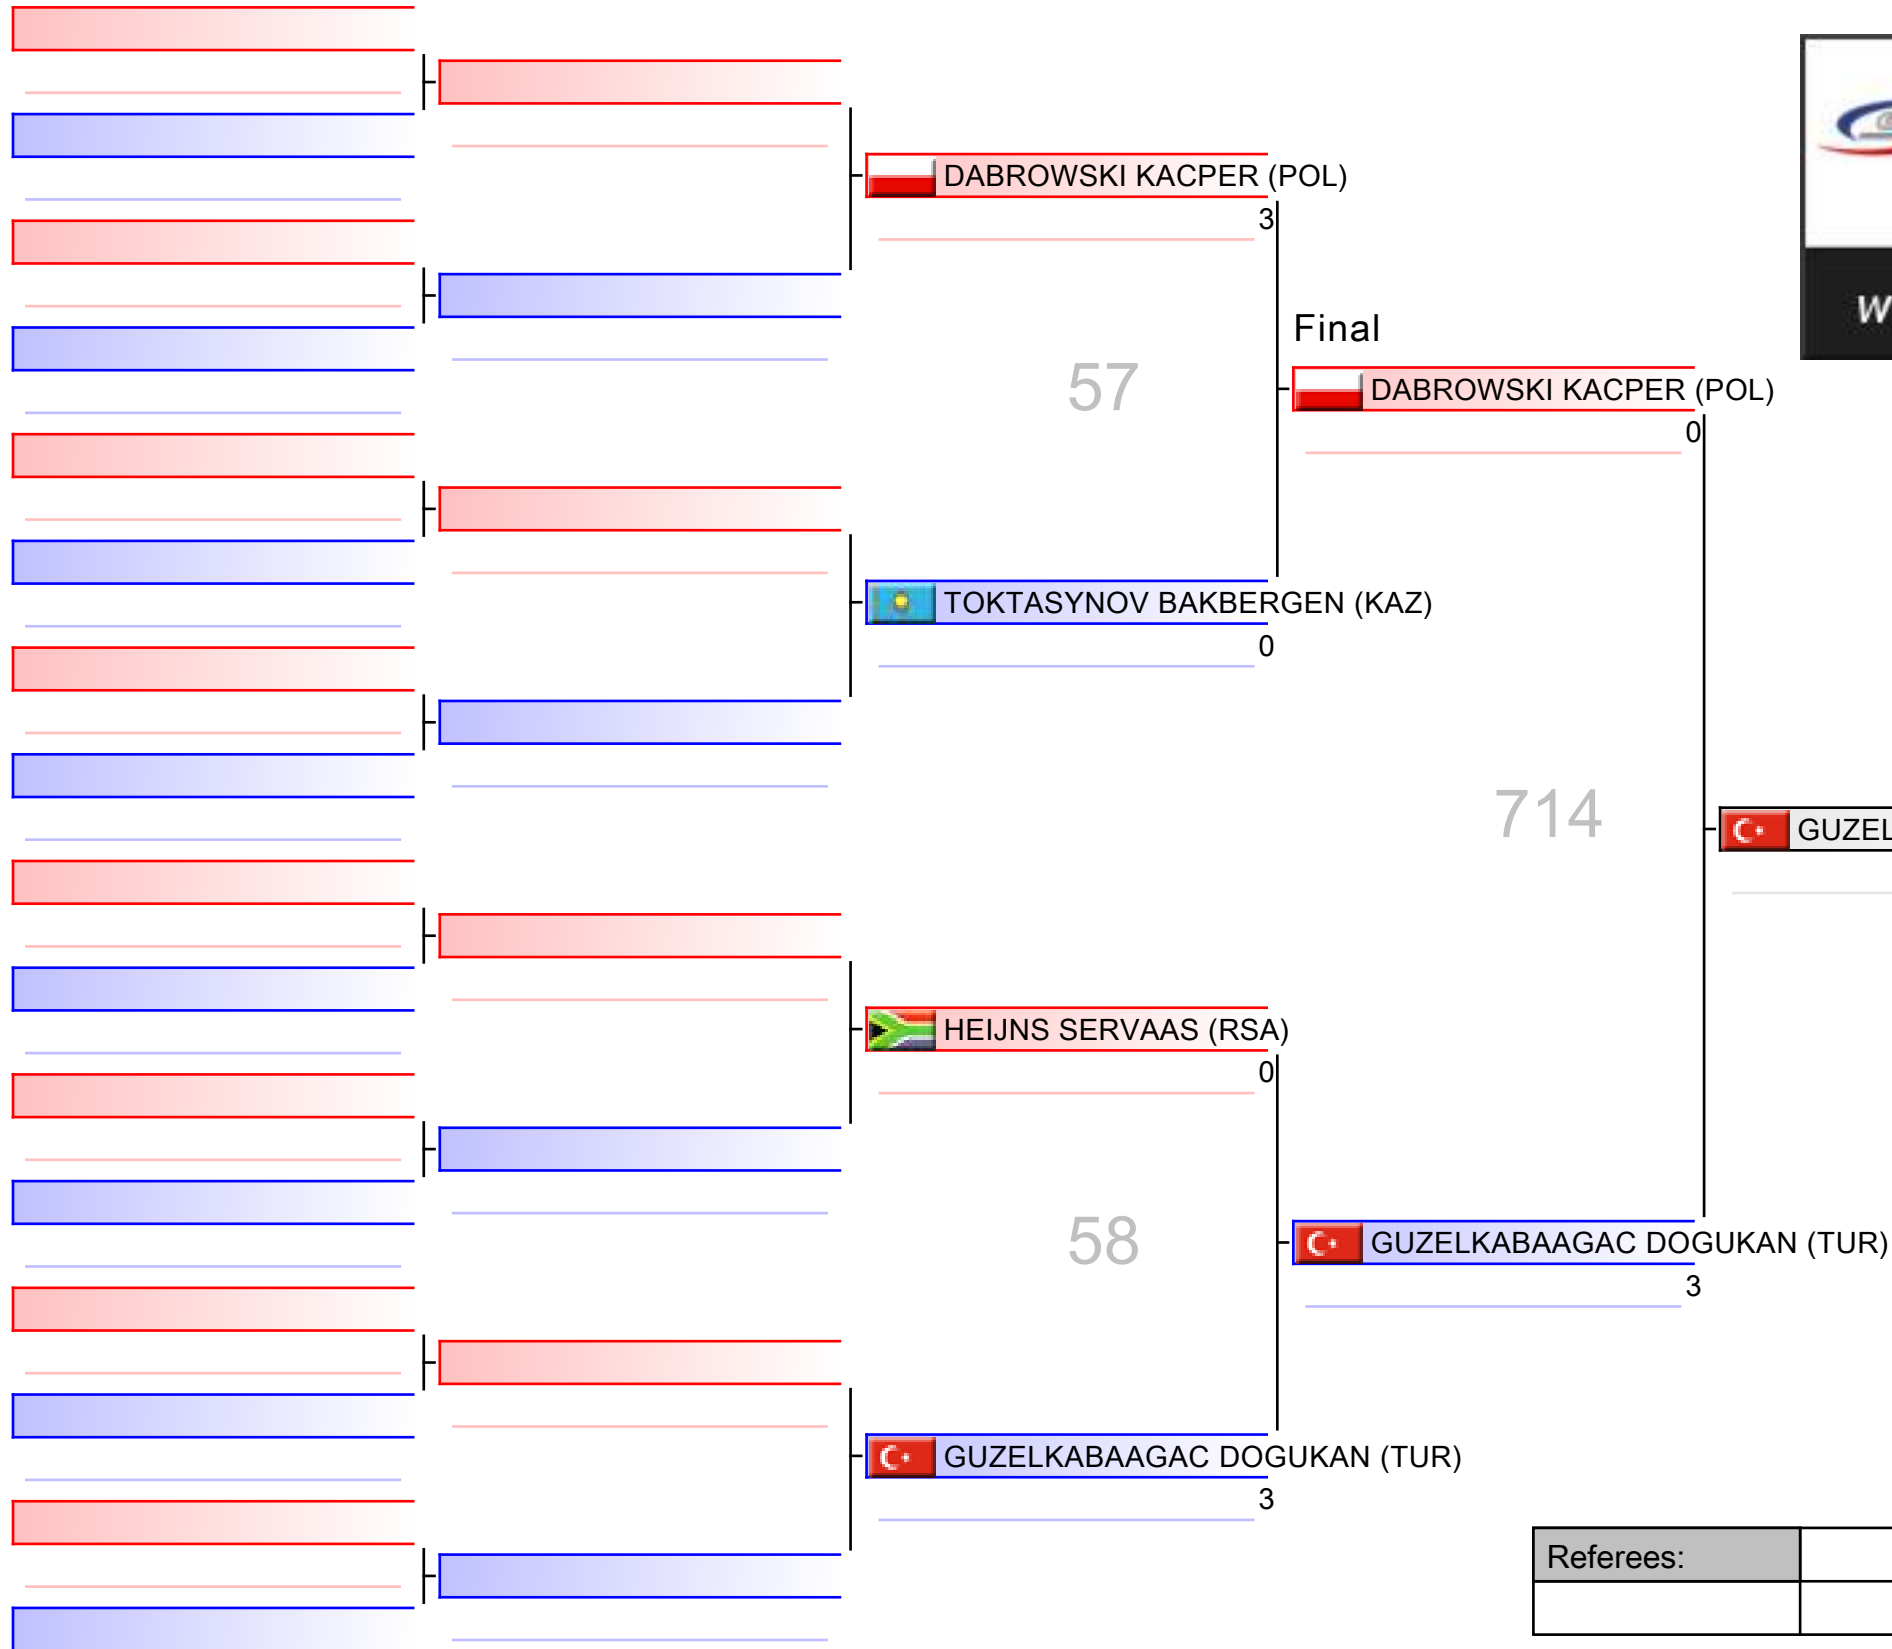 DABROWSKI KACPER (POL)
3
57
Final
DABROWSKI KACPER (POL)
0
TOKTASYNOV BAKBERGEN (KAZ)
0
714
GUZEL
HEIJNS SERVAAS (RSA)
0
58
GUZELKABAAGAC DOGUKAN (TUR)
3
GUZELKABAAGAC DOGUKAN (TUR)
3
Referees: